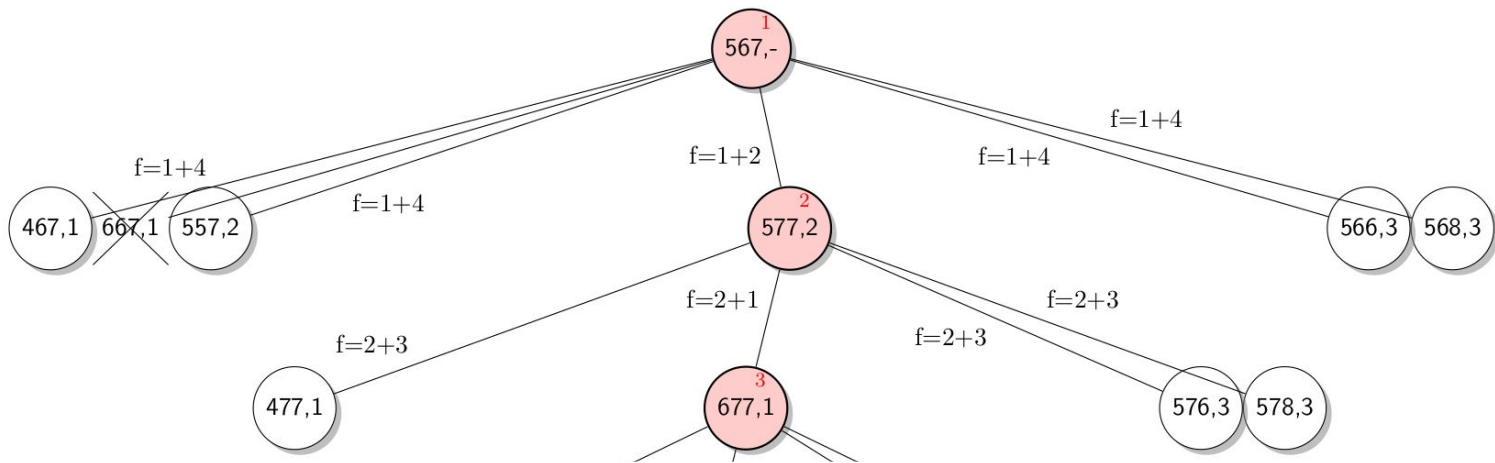 1
567,-
f=1+4
f=1+4
f=1+2
f=1+4
f=1+4
467,1
667,1
557,2
2
577,2
566,3
568,3
f=2+3
f=2+1
f=2+3
f=2+3
477,1
3
677,1
576,3
578,3